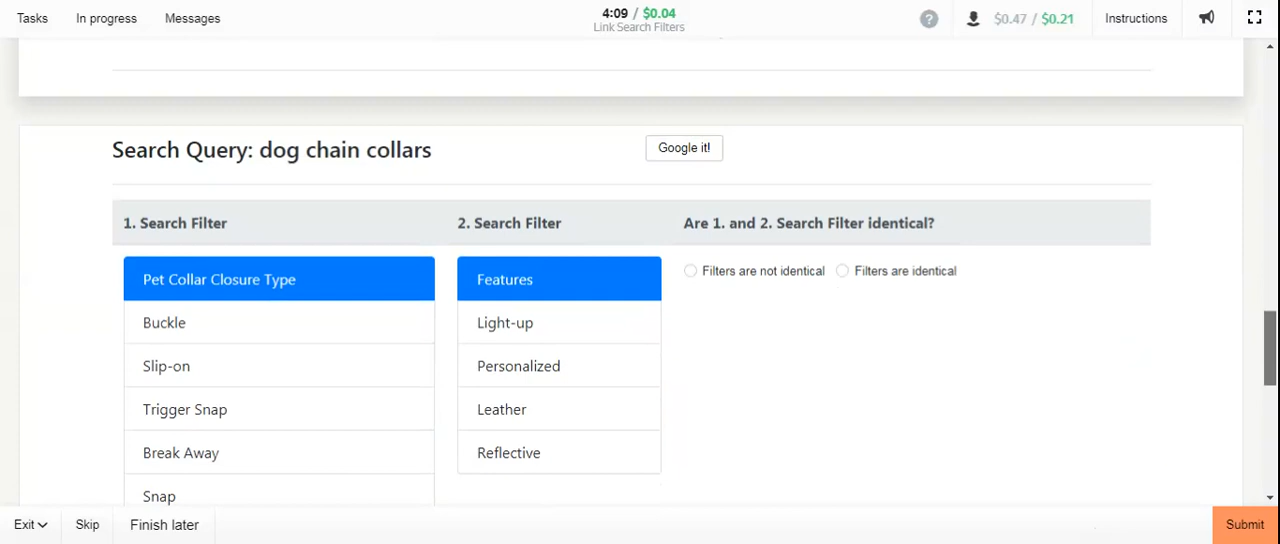 Tasks In progress Messages 4:09 / $0.04 ? $0.47 / $0.21 Instructions
Link Search Filters
Search Query: dog chain collars Google it!
1. Search Filter 2. Search Filter Are 1. and 2. Search Filter identical?
Pet Collar Closure Type Features Filters are not identical Filters are identical
Buckle Light-up
Slip-on Personalized
Trigger Snap Leather
Break Away Reflective
Snap
Exit Skip Finish later Submit